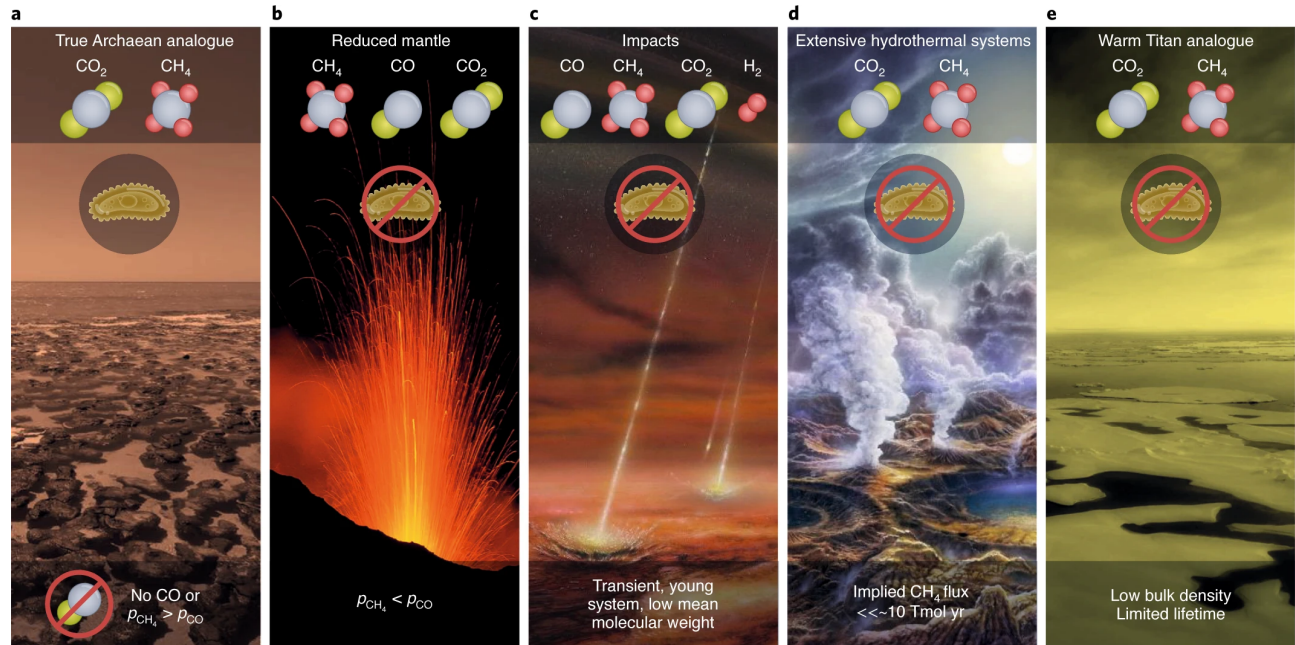 a
True Archaean analogue
CO₂ CH₄
No CO or
pCH₄ > pCO
b
Reduced mantle
CH₄ CO CO₂
pCH₄ < pCO
c
Impacts
CO CH₄ CO₂ H₂
Transient, young
system, low mean
molecular weight
d
Extensive hydrothermal systems
CO₂ CH₄
Implied CH₄ flux
<<~10 Tmol yr
e
Warm Titan analogue
CO₂ CH₄
Low bulk density
Limited lifetime